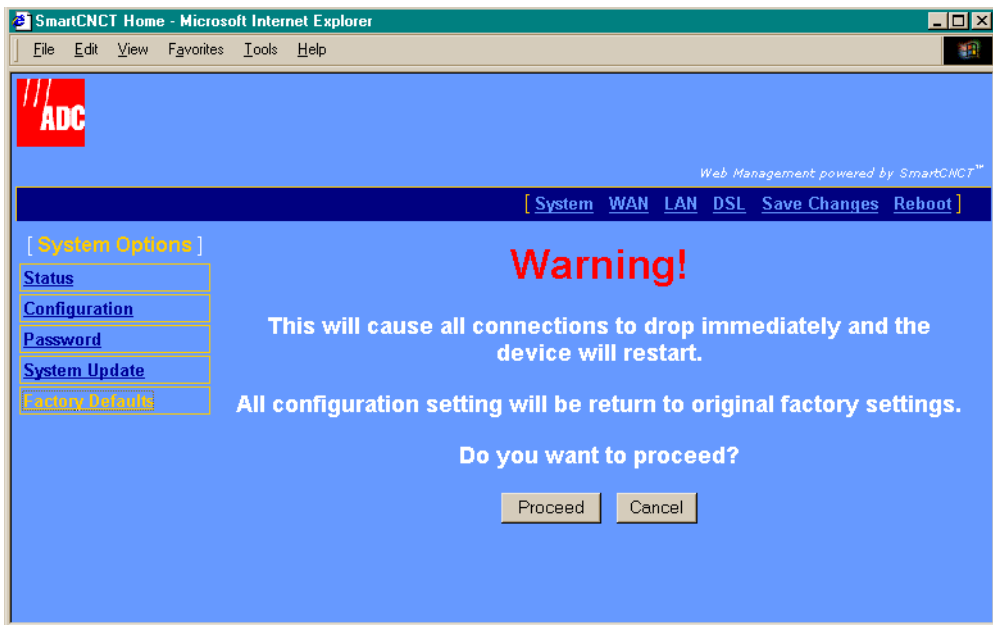 SmartCNCT Home - Microsoft Internet Explorer
File Edit View Favorites Tools Help
ADC
Web Management powered by SmartCNCT™
[ System WAN LAN DSL Save Changes Reboot ]
[ System Options ]
Status
Configuration
Password
System Update
Factory Defaults
Warning!
This will cause all connections to drop immediately and the
device will restart.
All configuration setting will be return to original factory settings.
Do you want to proceed?
Proceed Cancel